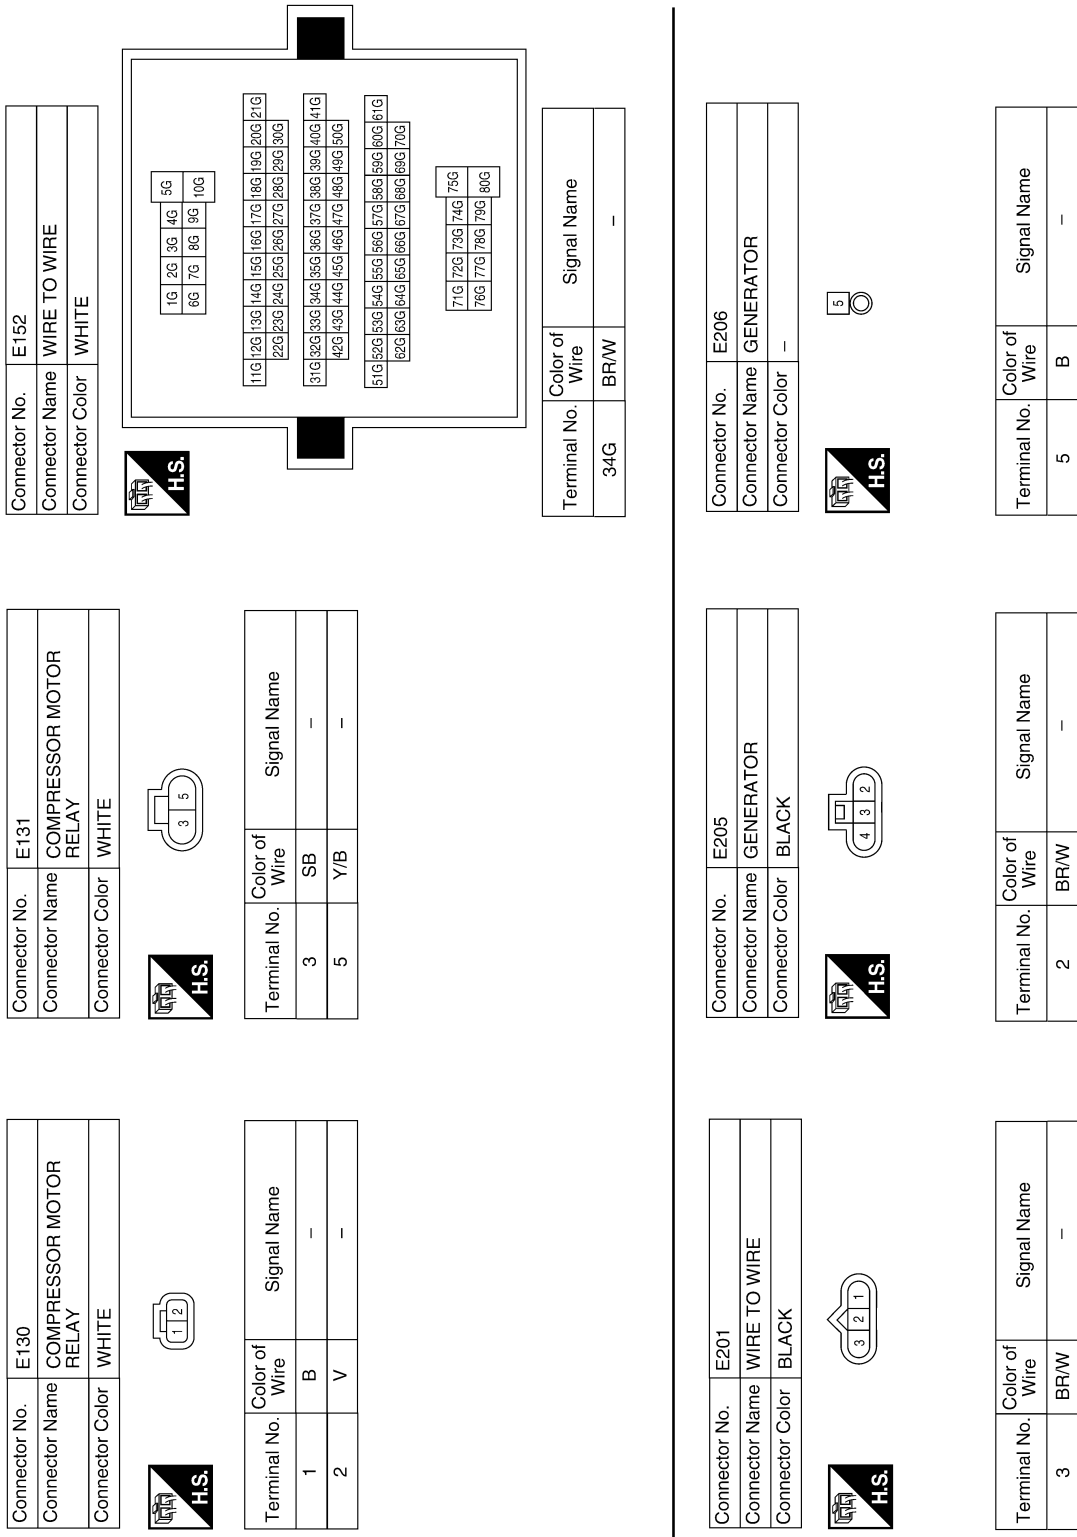 Connector No. E130
Connector Name COMPRESSOR MOTOR
RELAY
Connector Color WHITE
H.S.
1 2
Terminal No. Color of
Wire Signal Name
1 B –
2 V –
Connector No. E131
Connector Name COMPRESSOR MOTOR
RELAY
Connector Color WHITE
H.S.
3 5
Terminal No. Color of
Wire Signal Name
3 SB –
5 Y/B –
Connector No. E152
Connector Name WIRE TO WIRE
Connector Color WHITE
H.S.
1G 2G 3G 4G 5G
6G 7G 8G 9G 10G
11G 12G 13G 14G 15G 16G 17G 18G 19G 20G 21G
22G 23G 24G 25G 26G 27G 28G 29G 30G
31G 32G 33G 34G 35G 36G 37G 38G 39G 40G 41G
42G 43G 44G 45G 46G 47G 48G 49G 50G
51G 52G 53G 54G 55G 56G 57G 58G 59G 60G 61G
62G 63G 64G 65G 66G 67G 68G 69G 70G
71G 72G 73G 74G 75G
76G 77G 78G 79G 80G
Terminal No. Color of
Wire Signal Name
34G BR/W –
Connector No. E201
Connector Name WIRE TO WIRE
Connector Color BLACK
H.S.
3 2 1
Terminal No. Color of
Wire Signal Name
3 BR/W –
Connector No. E205
Connector Name GENERATOR
Connector Color BLACK
H.S.
4 3 2
Terminal No. Color of
Wire Signal Name
2 BR/W –
Connector No. E206
Connector Name GENERATOR
Connector Color –
H.S.
5
Terminal No. Color of
Wire Signal Name
5 B –